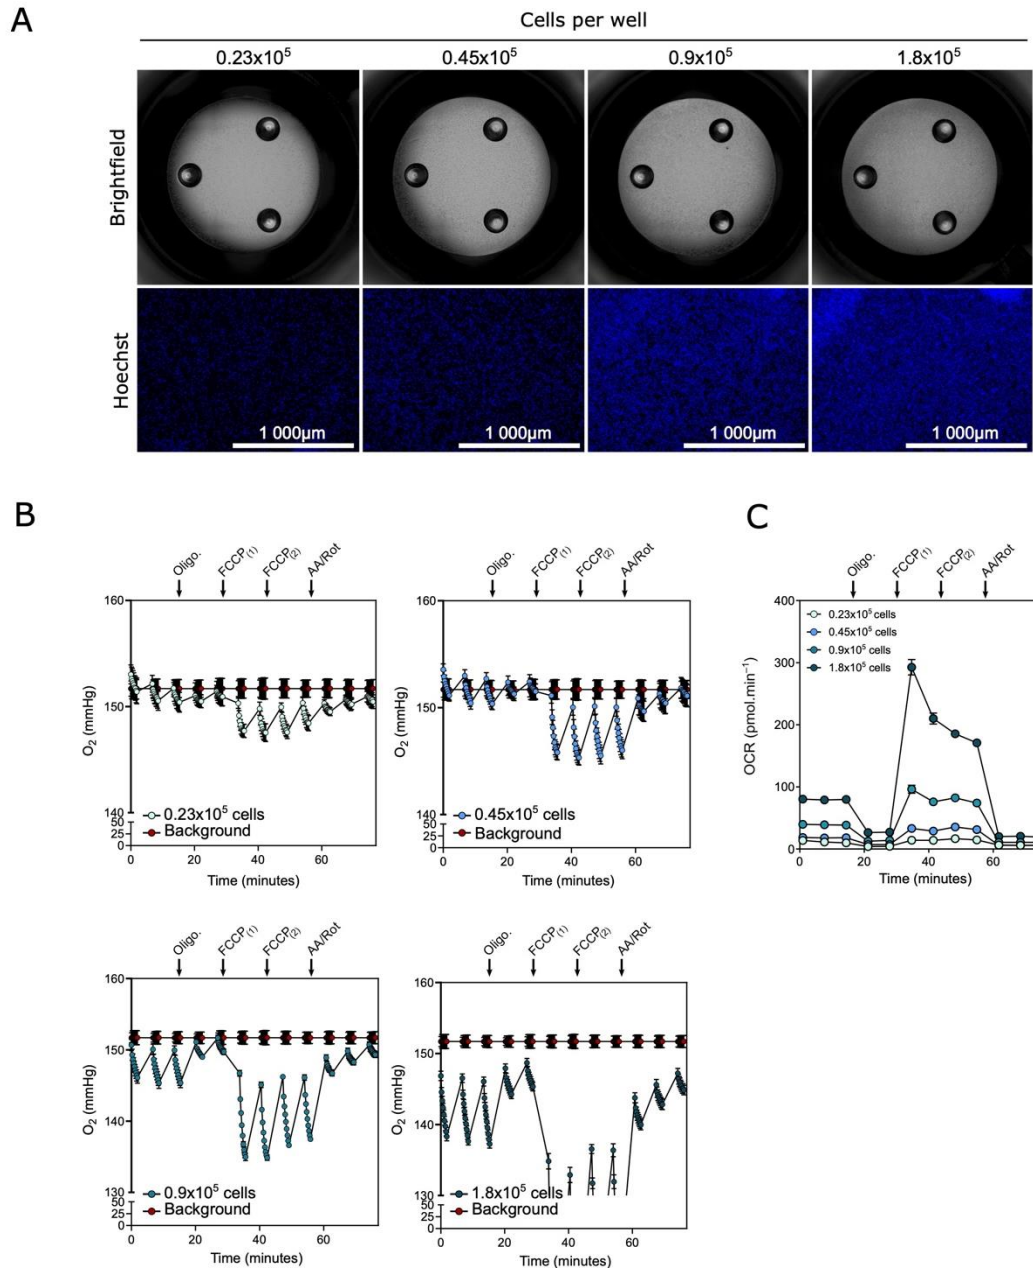 A
Cells per well
0.23x10⁵ 0.45x10⁵ 0.9x10⁵ 1.8x10⁵
Brightfield
Hoechst
1 000µm 1 000µm 1 000µm 1 000µm
B
Oligo. FCCP(1) FCCP(2) AA/Rot
O₂ (mmHg)
160
150
140
50
25
0
0.23x10⁵ cells
Background
0 20 40 60
Time (minutes)
Oligo. FCCP(1) FCCP(2) AA/Rot
O₂ (mmHg)
160
150
140
50
25
0
0.45x10⁵ cells
Background
0 20 40 60
Time (minutes)
C
Oligo. FCCP(1) FCCP(2) AA/Rot
OCR (pmol.min⁻¹)
400
300
200
100
0
0.23x10⁵ cells
0.45x10⁵ cells
0.9x10⁵ cells
1.8x10⁵ cells
0 20 40 60
Time (minutes)
Oligo. FCCP(1) FCCP(2) AA/Rot
O₂ (mmHg)
160
150
140
130
50
25
0
0.9x10⁵ cells
Background
0 20 40 60
Time (minutes)
Oligo. FCCP(1) FCCP(2) AA/Rot
O₂ (mmHg)
160
150
140
130
50
25
0
1.8x10⁵ cells
Background
0 20 40 60
Time (minutes)